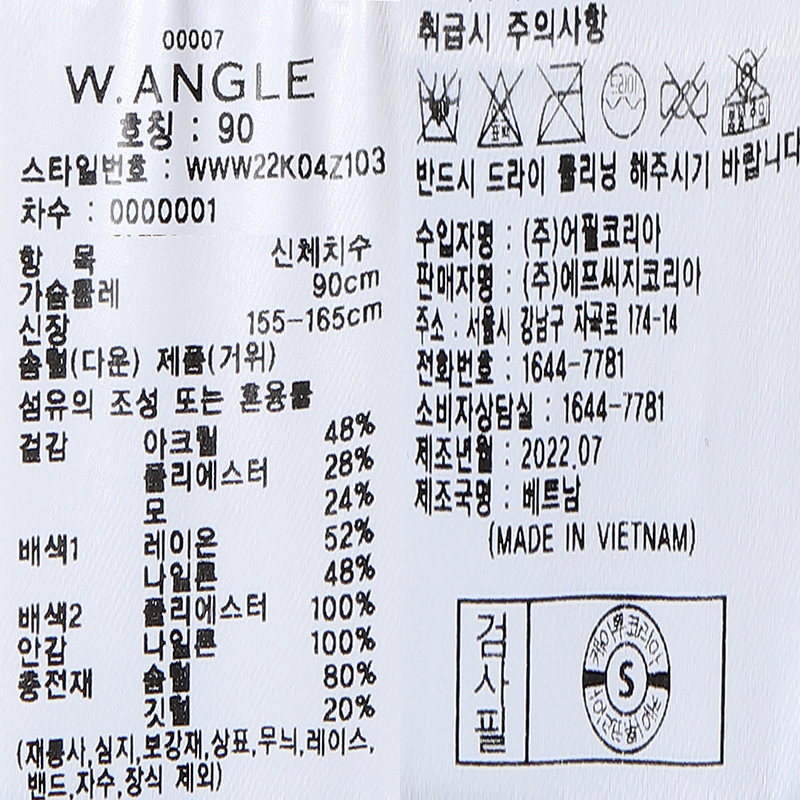 00007
W.ANGLE
호칭 : 90
스타일번호 : WWW22K04Z103
차수 : 0000001
항 목 신체치수
가슴둘레 90cm
신장 155-165cm
솜털(다운) 제품(거위)
섬유의 조성 또는 혼용률
겉감 아크릴 48%
폴리에스터 28%
모 24%
배색1 레이온 52%
나일론 48%
배색2 폴리에스터 100%
안감 나일론 100%
충전재 솜털 80%
깃털 20%
(재봉사,심지,보강재,상표,무늬,레이스,
밴드,자수,장식 제외)
취급시 주의사항
드라이
표백
반드시 드라이 클리닝 해주시기 바랍니다
수입자명 : (주)어필코리아
판매자명 : (주)에프씨지코리아
주소 : 서울시 강남구 자곡로 174-14
전화번호 : 1644-7781
소비자상담실 : 1644-7781
제조년월 : 2022.07
제조국명 : 베트남
(MADE IN VIETNAM)
검사필
S